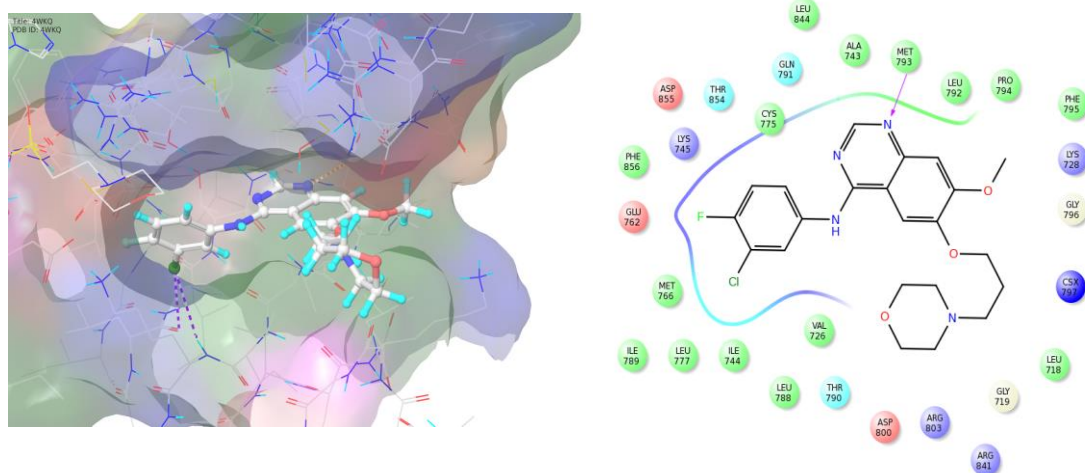 Title: 4WKQ
PDB ID: 4WKQ
LEU
844
ALA
743
MET
793
GLN
791
LEU
792
PRO
794
ASP
855
THR
854
CYS
775
PHE
795
LYS
745
N
LYS
728
PHE
856
N
O
GLY
796
GLU
762
F
N
H
Cl
O
CSX
797
MET
766
O
N
VAL
726
ILE
789
LEU
777
ILE
744
LEU
718
LEU
788
THR
790
GLY
719
ASP
800
ARG
803
ARG
841